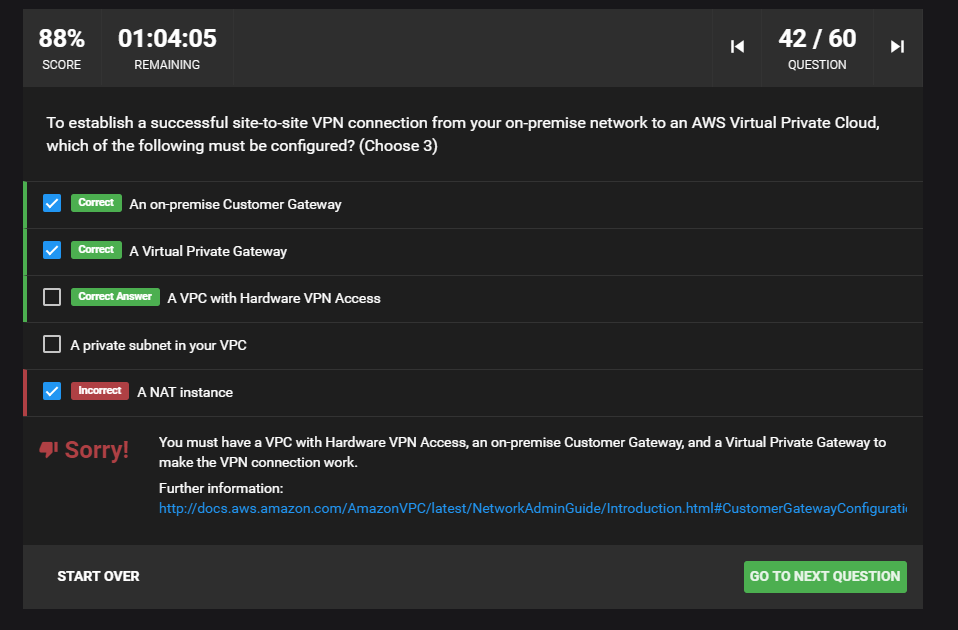 88%
SCORE
01:04:05
REMAINING
42 / 60
QUESTION
To establish a successful site-to-site VPN connection from your on-premise network to an AWS Virtual Private Cloud,
which of the following must be configured? (Choose 3)
Correct An on-premise Customer Gateway
Correct A Virtual Private Gateway
Correct Answer A VPC with Hardware VPN Access
A private subnet in your VPC
Incorrect A NAT instance
Sorry!
You must have a VPC with Hardware VPN Access, an on-premise Customer Gateway, and a Virtual Private Gateway to
make the VPN connection work.
Further information:
http://docs.aws.amazon.com/AmazonVPC/latest/NetworkAdminGuide/Introduction.html#CustomerGatewayConfigurati
START OVER
GO TO NEXT QUESTION